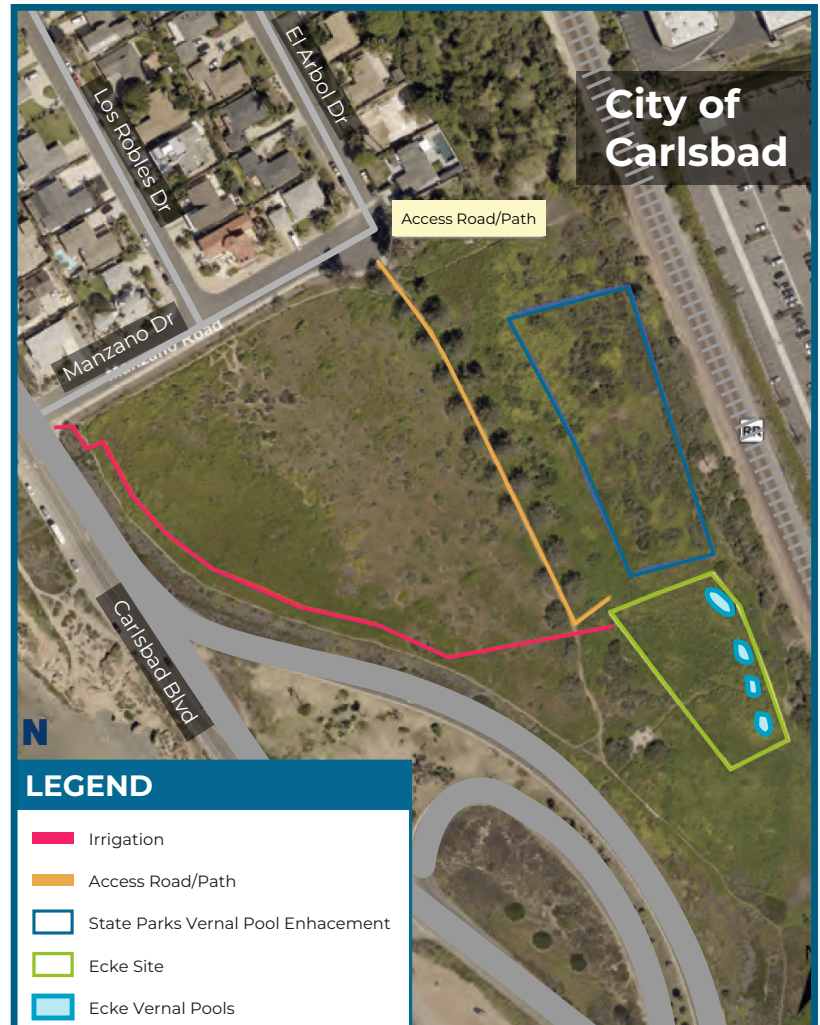 El Arbol Dr
City of
Carlsbad
Los Robles Dr
Access Road/Path
Manzano Dr
Manzano Road
RR
Carlsbad Blvd
N
LEGEND
Irrigation
Access Road/Path
State Parks Vernal Pool Enhacement
Ecke Site
Ecke Vernal Pools